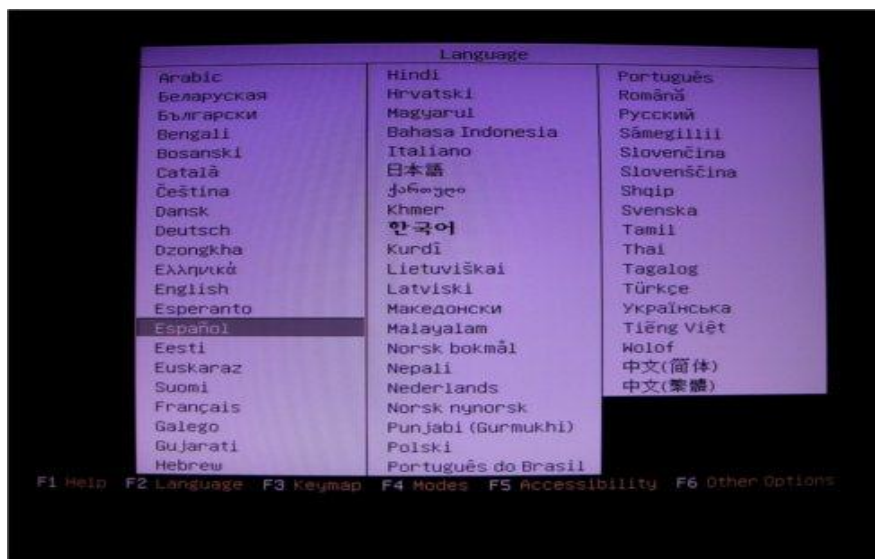 Language
Arabic
Беларуская
Български
Bengali
Bosanski
Català
Čeština
Dansk
Deutsch
Dzongkha
Ελληνικά
English
Esperanto
Español
Eesti
Euskaraz
Suomi
Français
Galego
Gujarati
Hebrew
Hindi
Hrvatski
Magyarul
Bahasa Indonesia
Italiano
日本語
ქართული
Khmer
한국어
Kurdî
Lietuviškai
Latviski
Македонски
Malayalam
Norsk bokmål
Nepali
Nederlands
Norsk nynorsk
Punjabi (Gurmukhi)
Polski
Português do Brasil
Português
Română
Русский
Sámegillii
Slovenčina
Slovenščina
Shqip
Svenska
Tamil
Thai
Tagalog
Türkçe
Українська
Tiếng Việt
Wolof
中文(简体)
中文(繁體)
F1 Help F2 Language F3 Keymap F4 Modes F5 Accessibility F6 Other Options